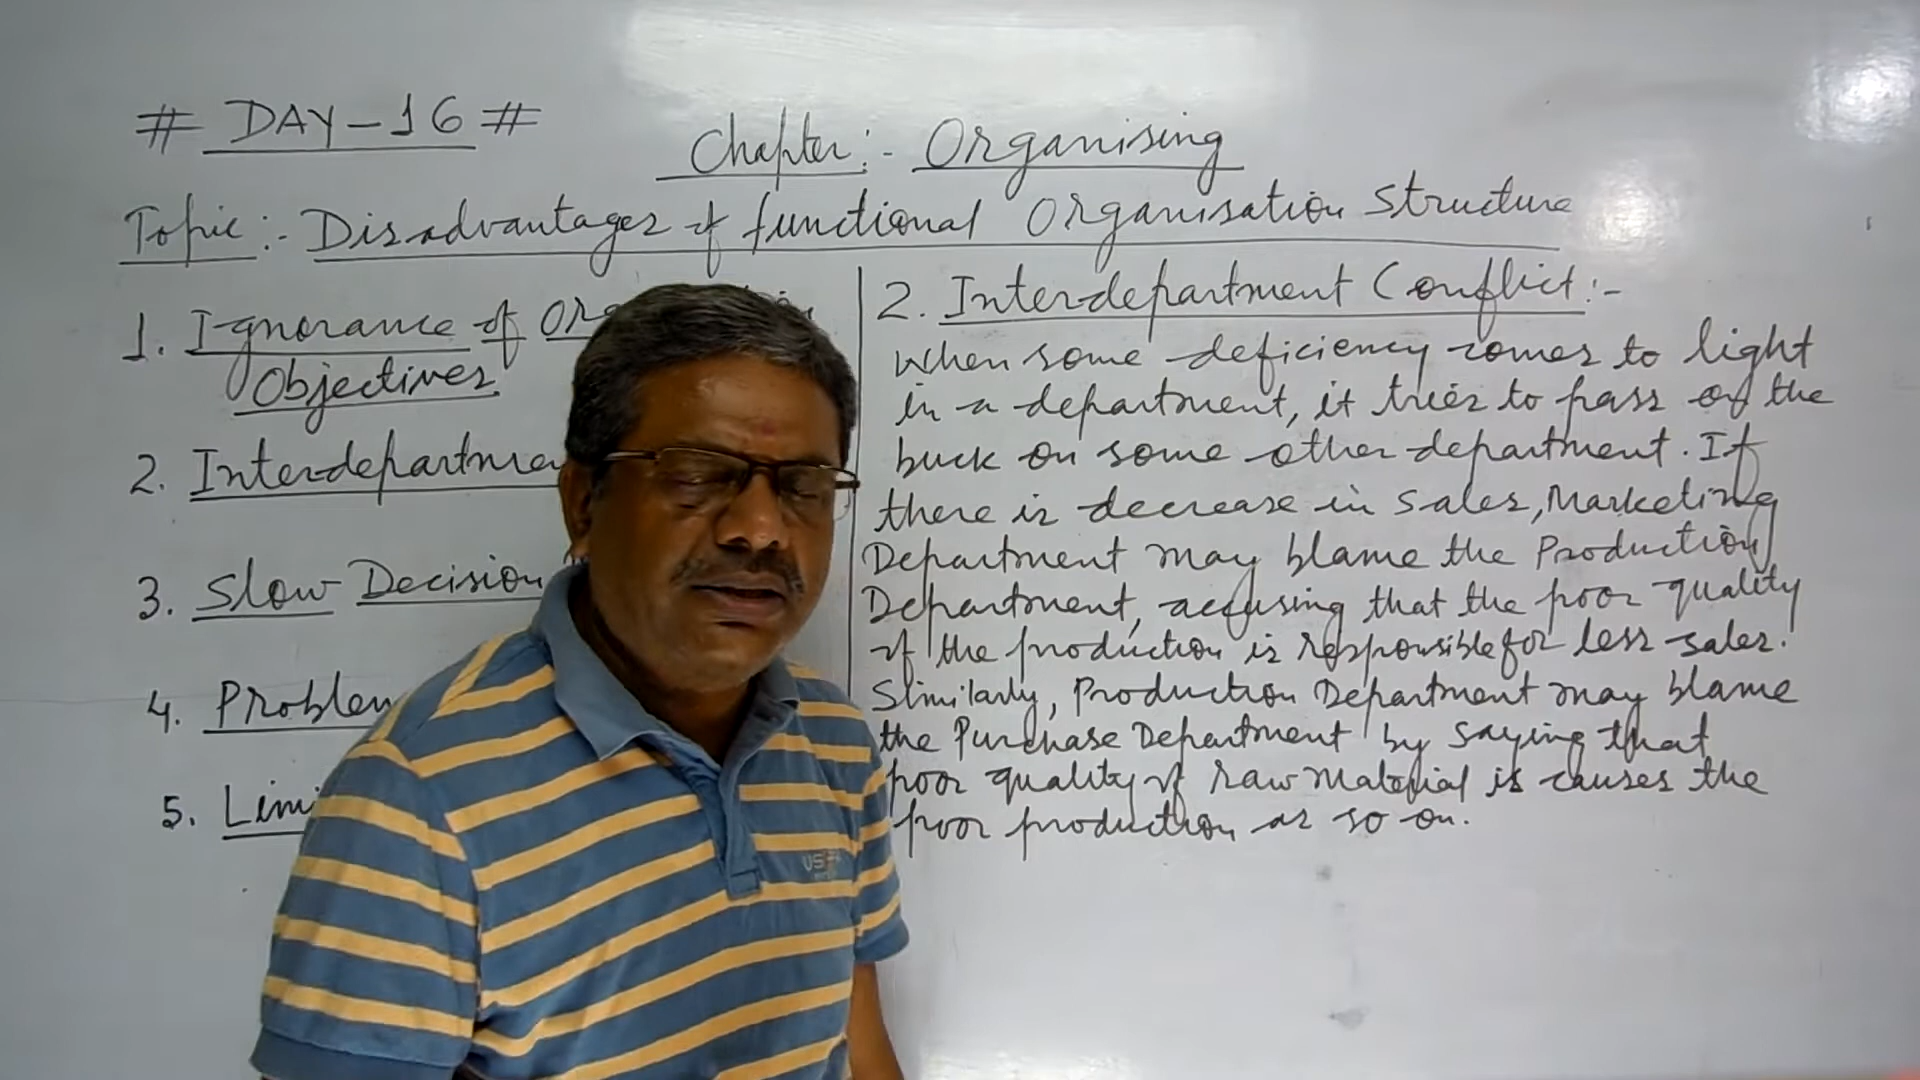 # DAY-16 #
Chapter:- Organising
Topic:- Disadvantages of functional Organisation Structure
1. Ignorance of
Objectives
2. Interdepartmen
3. Slow Decision
4. Problem
5. Limi
2. Interdepartment Conflict:-
When some deficiency comes to light
in a department, it tries to pass on the
buck on some other department. If
there is decrease in sales, Marketing
Department may blame the Production
Department, accusing that the poor quality
of the production is responsible for less sales.
Similarly, Production Department may blame
the Purchase Department by saying that
poor quality of raw material is causes the
poor production as so on.